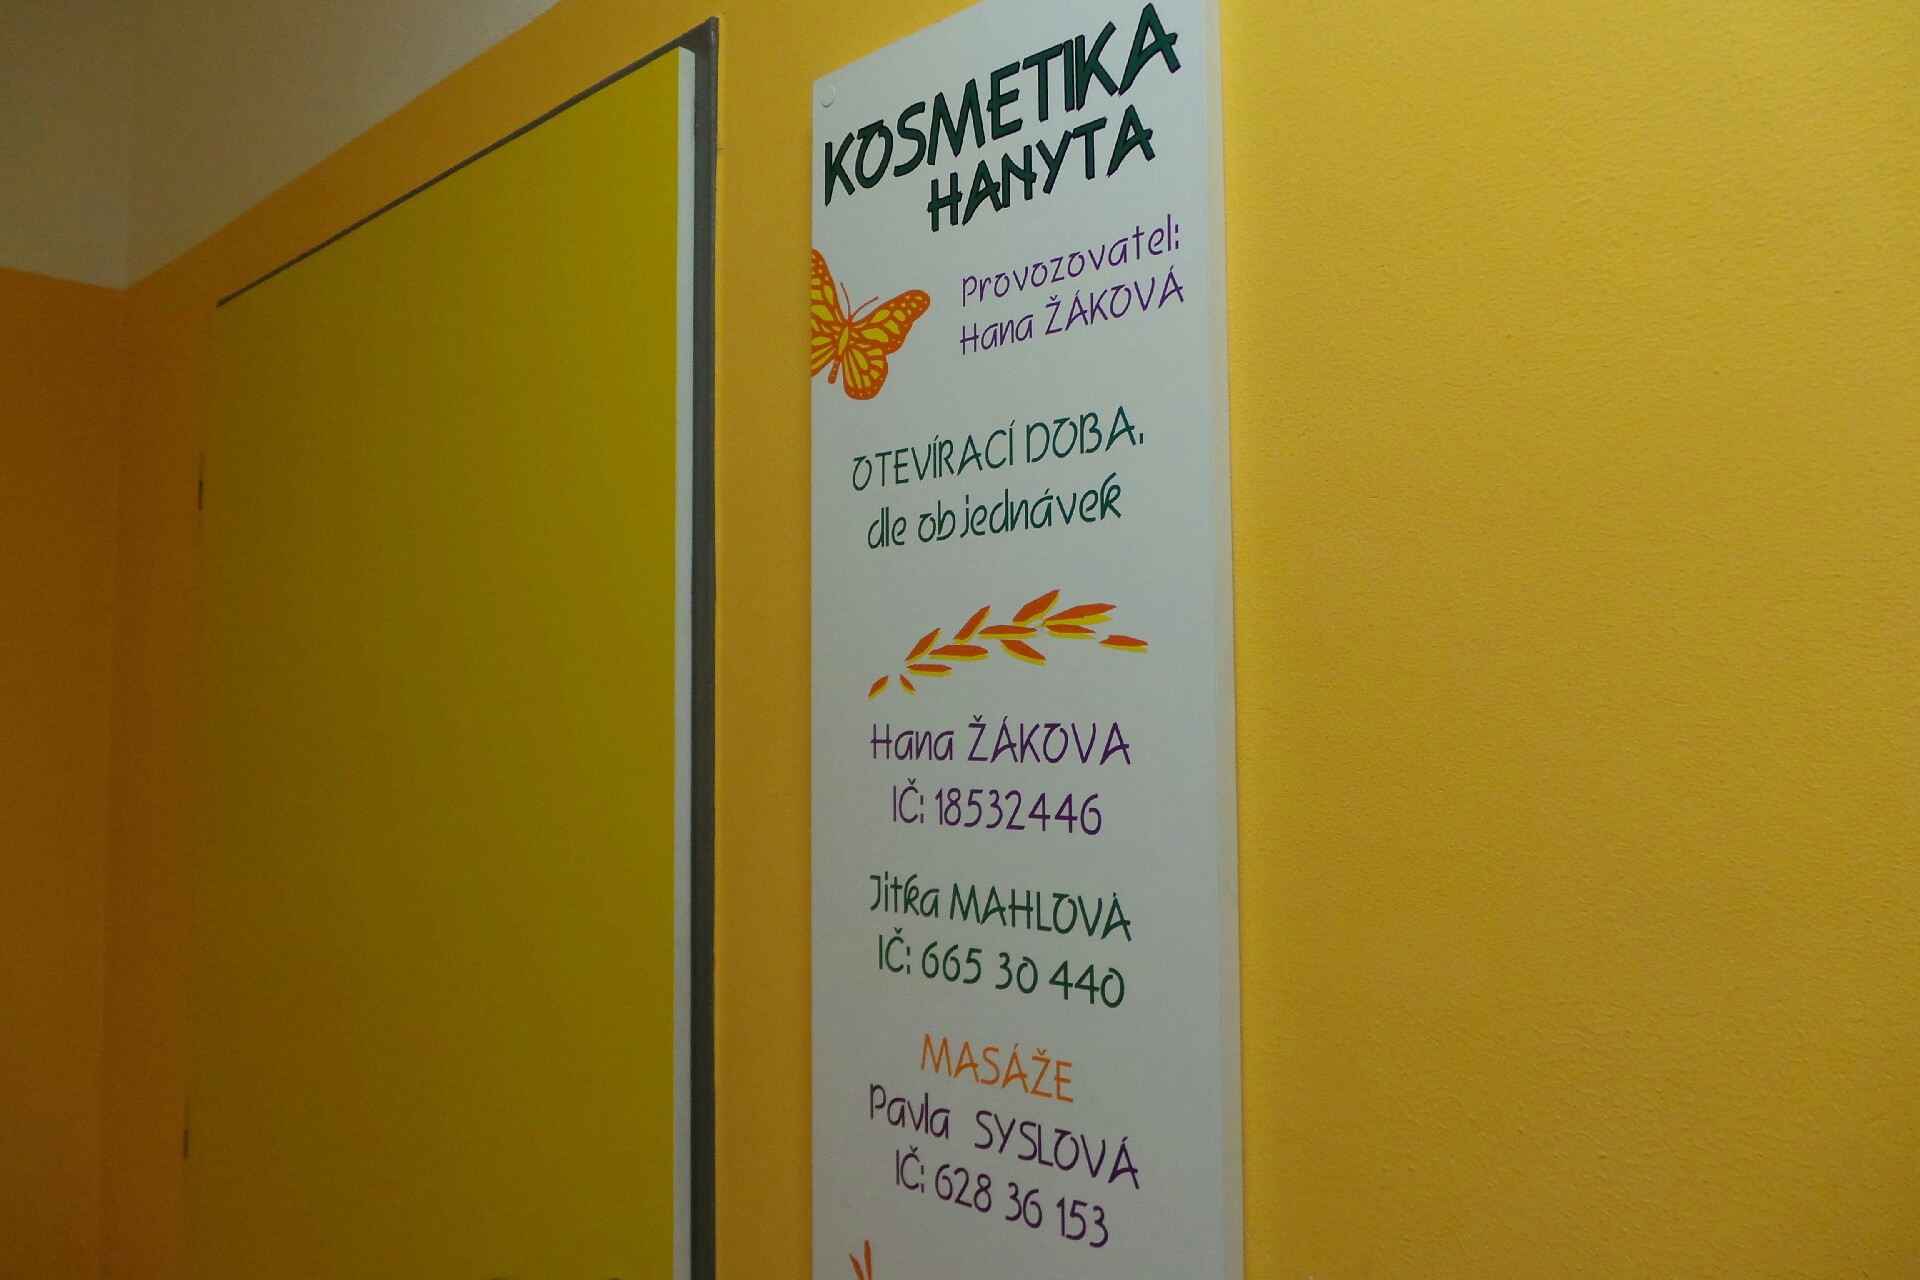 KOSMETIKA
HANYTA
Provozovatel:
Hana ŽÁKOVÁ
OTEVÍRACÍ DOBA.
dle objednávek
Hana ŽÁKOVA
IČ: 18532446
Jitka MAHLOVÁ
IČ: 665 30 440
MASÁŽE
Pavla SYSLOVÁ
IČ: 628 36 153